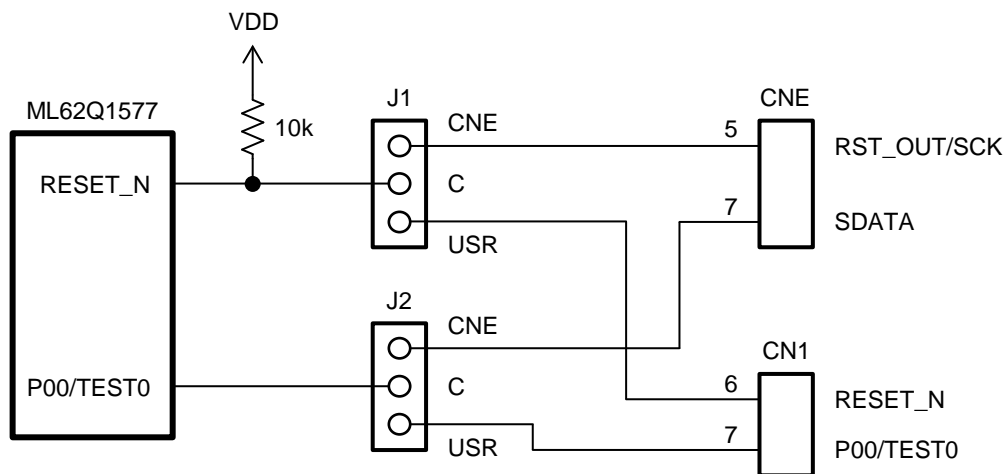 VDD
ML62Q1577
10k
RESET_N
P00/TEST0
J1
CNE
C
USR
J2
CNE
C
USR
CNE
5
RST_OUT/SCK
7
SDATA
CN1
6
RESET_N
7
P00/TEST0